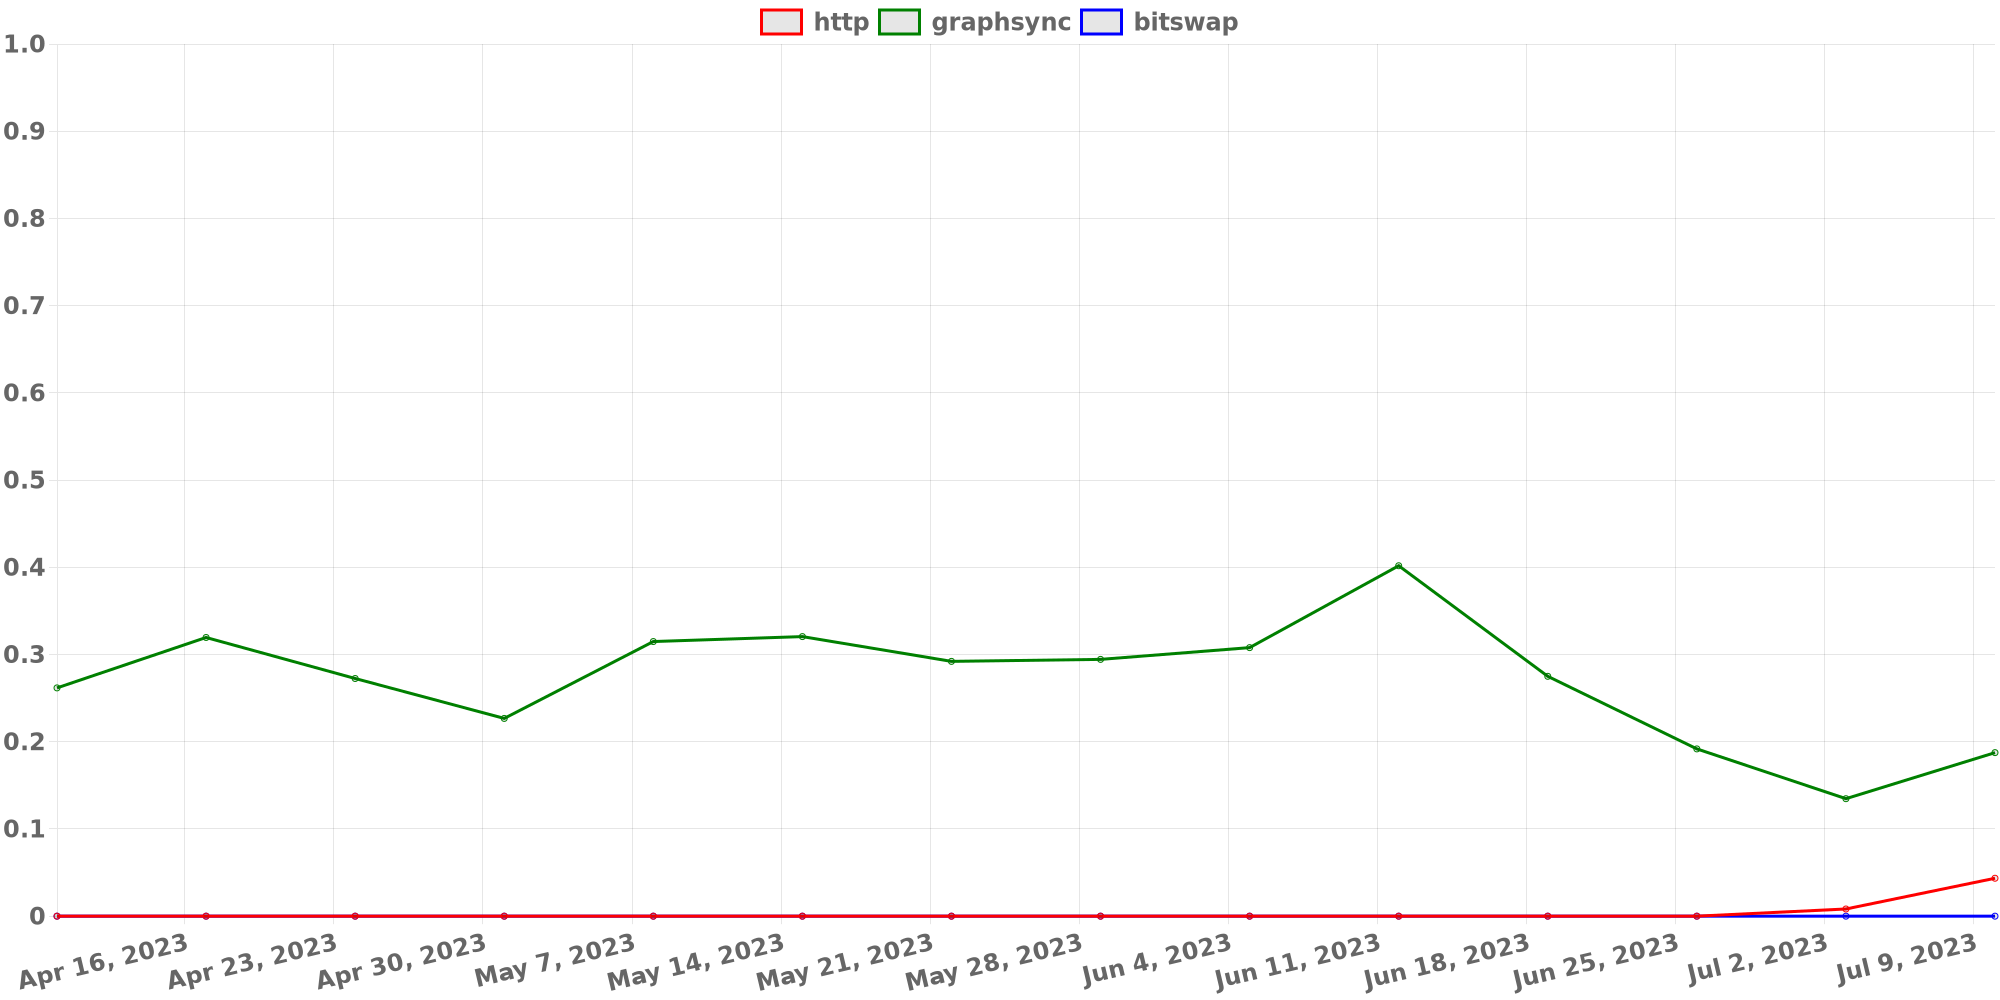 http graphsync bitswap
1.0
0.9
0.8
0.7
0.6
0.5
0.4
0.3
0.2
0.1
0
Apr 16, 2023
Apr 23, 2023
Apr 30, 2023
May 7, 2023
May 14, 2023
May 21, 2023
May 28, 2023
Jun 4, 2023
Jun 11, 2023
Jun 18, 2023
Jun 25, 2023
Jul 2, 2023
Jul 9, 2023